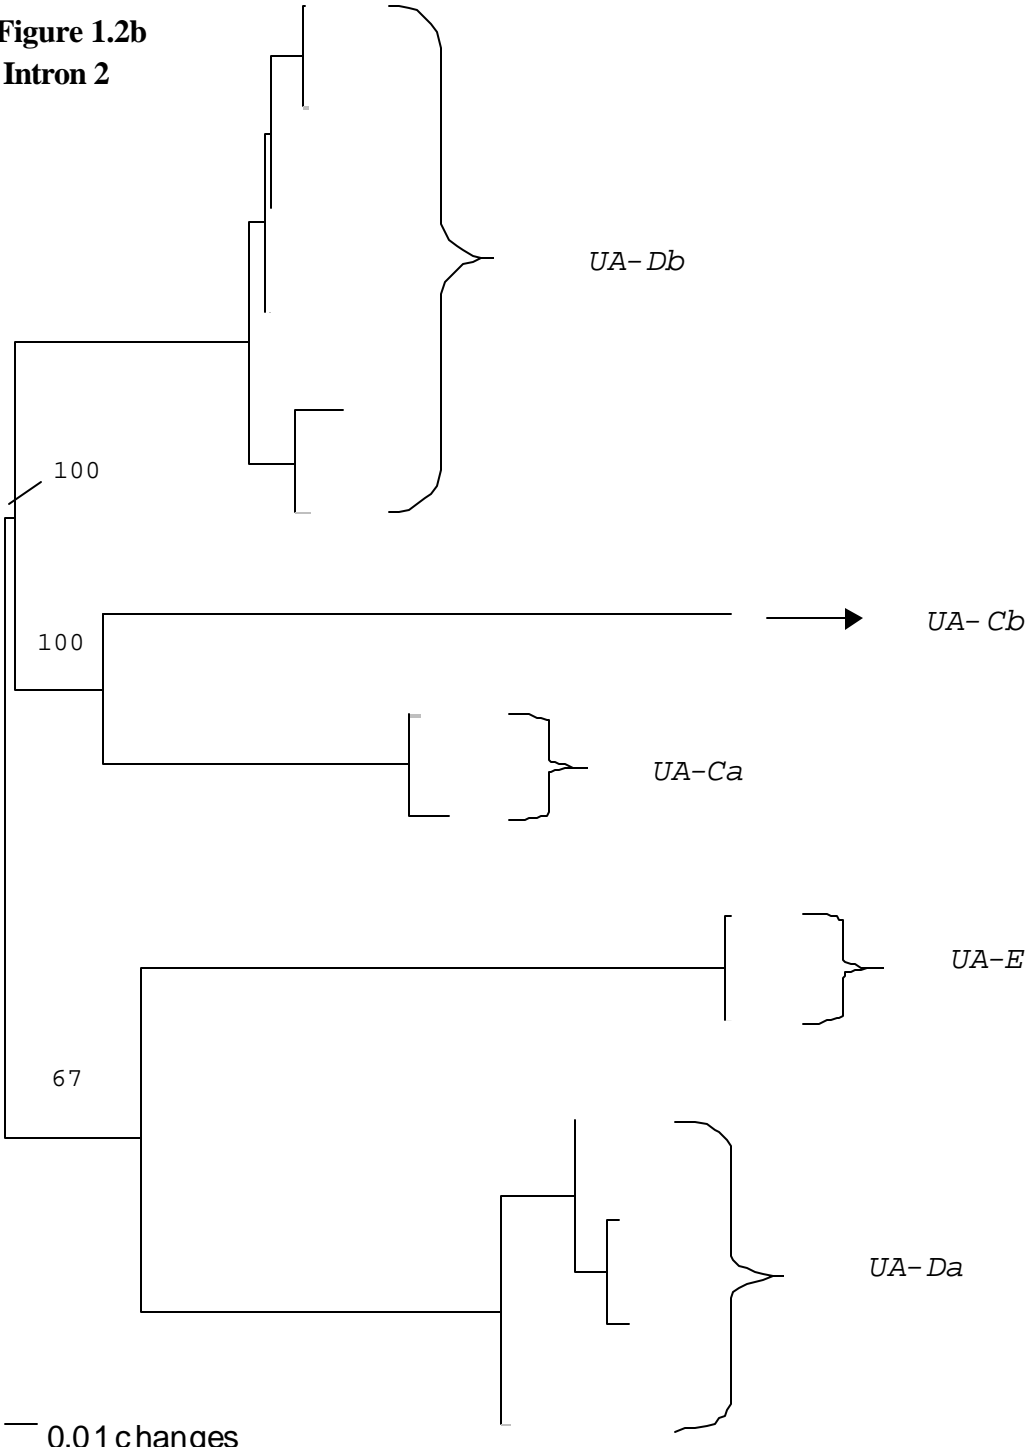 Figure 1.2b
Intron 2
UA-Db
100
UA-Cb
100
UA-Ca
UA-E
67
UA-Da
0.01 changes